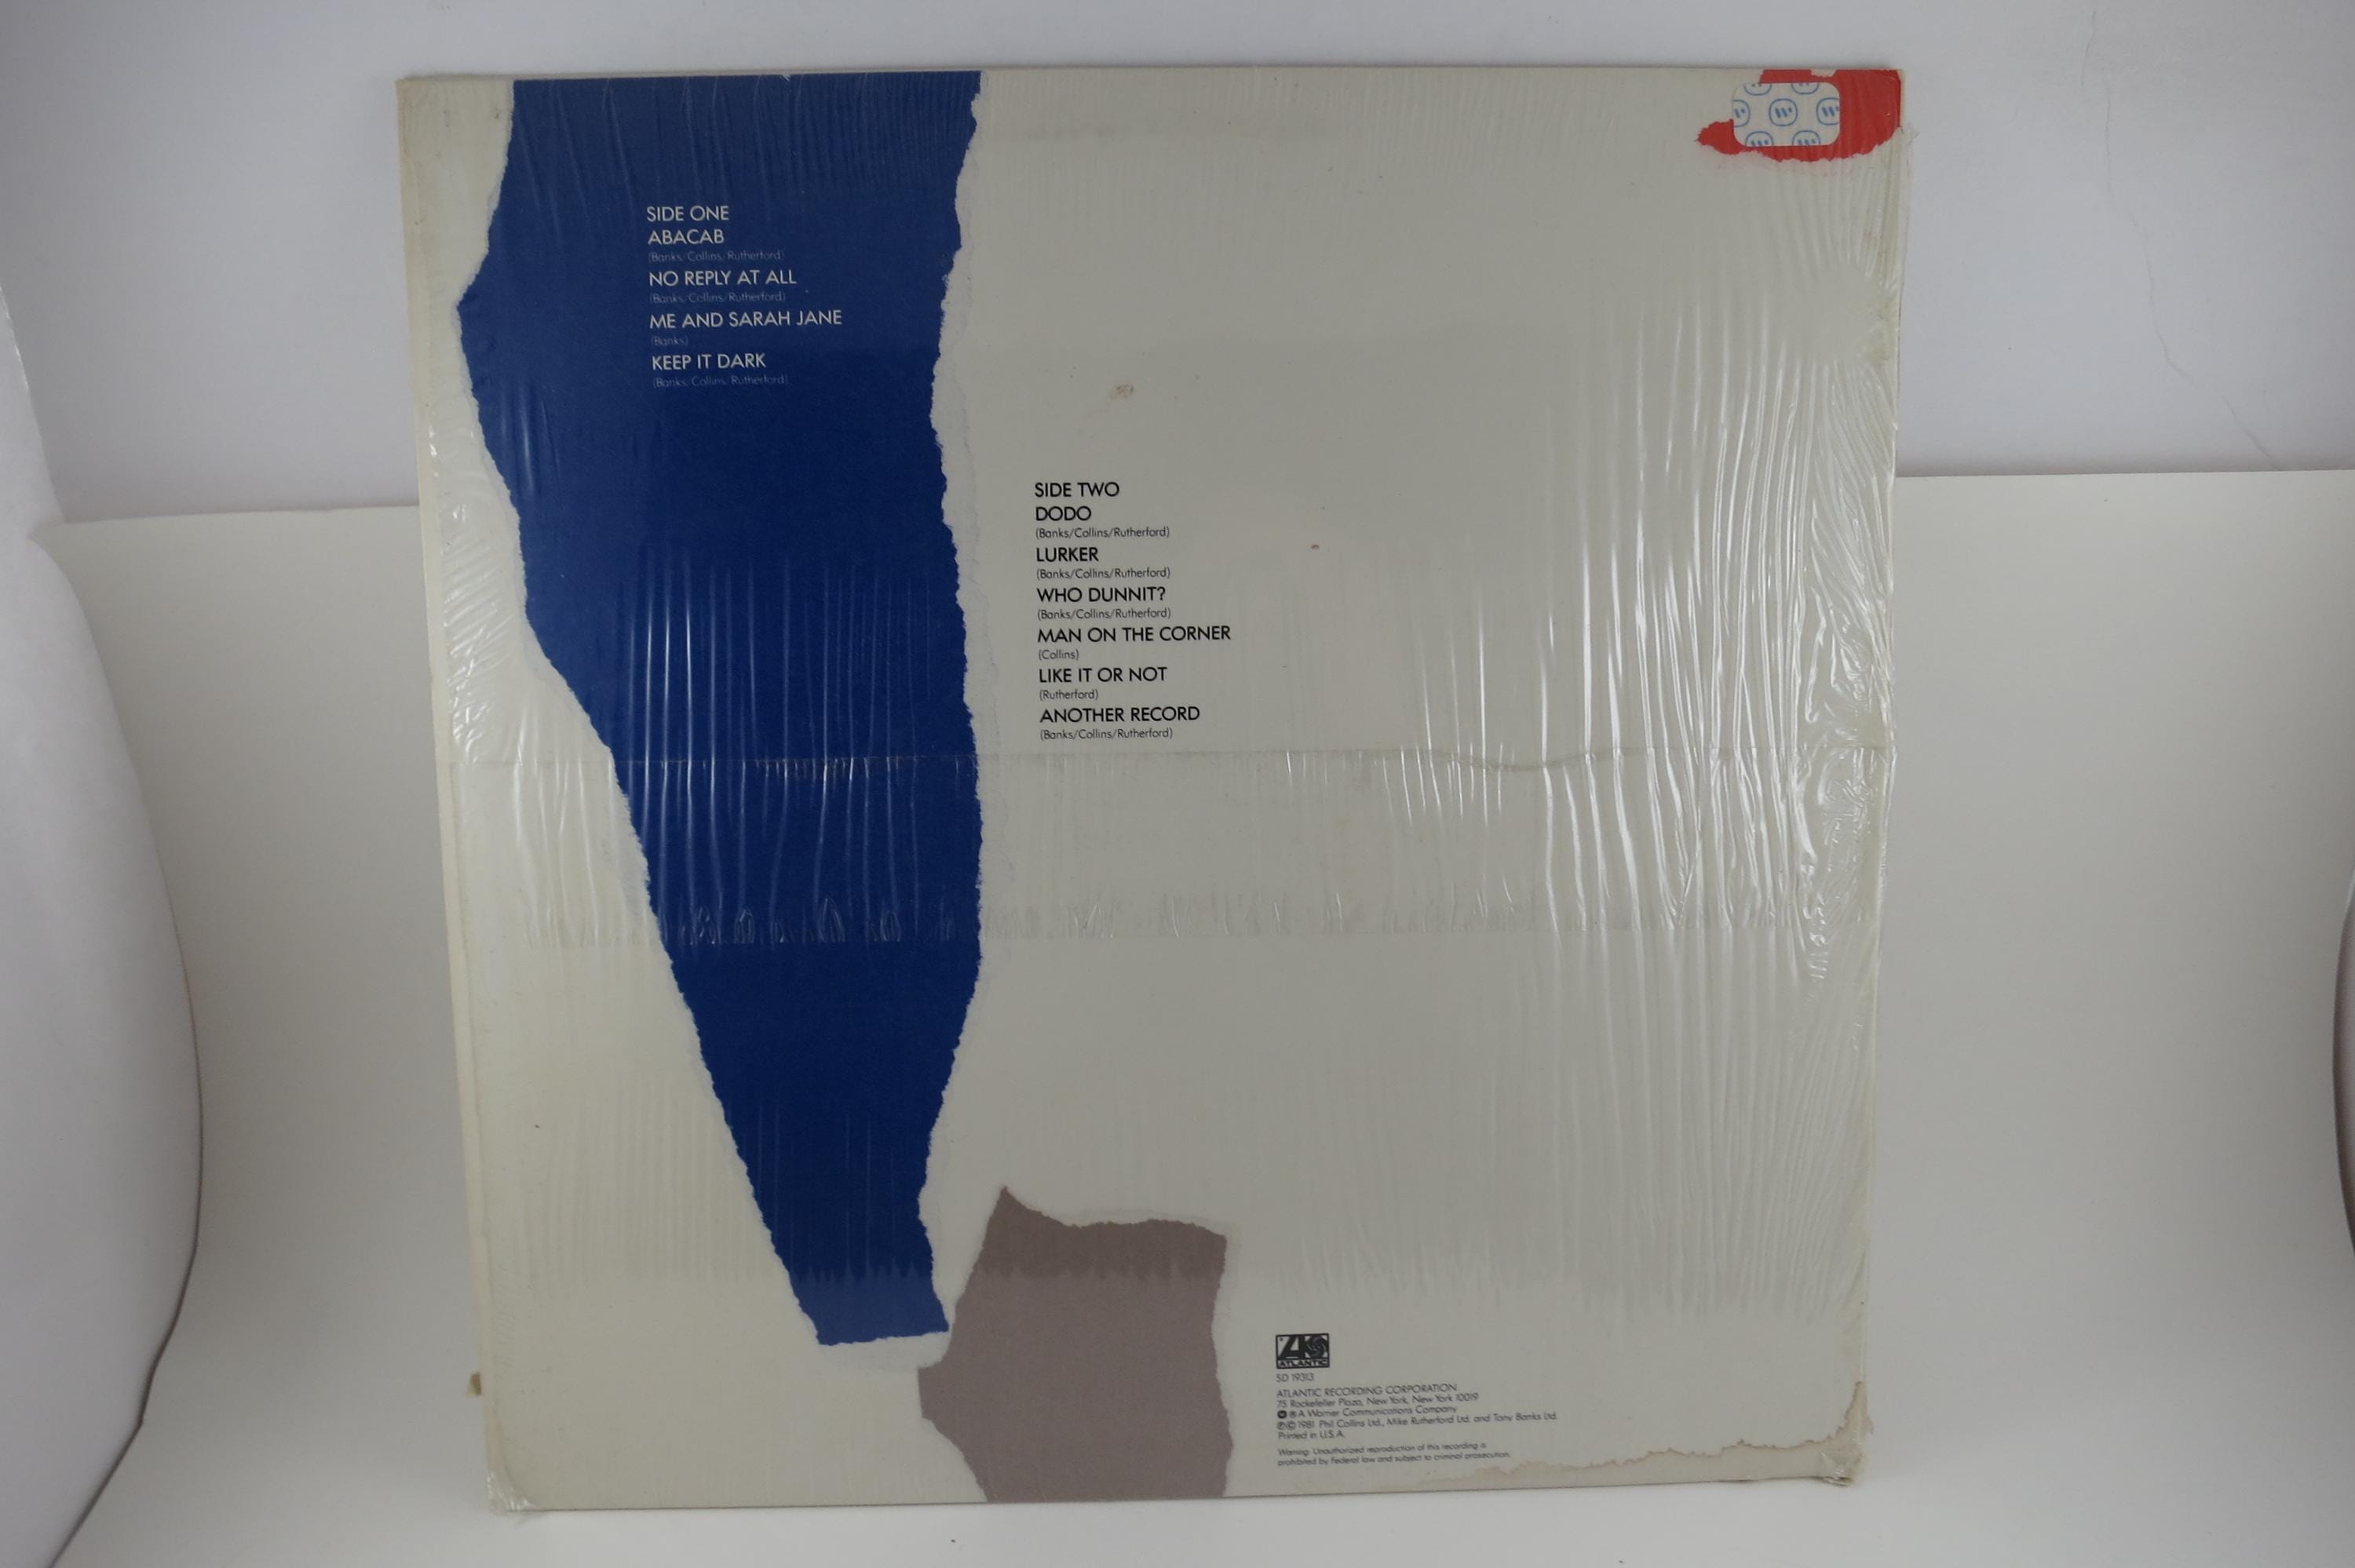 SIDE ONE
ABACAB
(Banks/Collins/Rutherford)
NO REPLY AT ALL
(Banks/Collins/Rutherford)
ME AND SARAH JANE
(Banks)
KEEP IT DARK
(Banks/Collins/Rutherford)
SIDE TWO
DODO
(Banks/Collins/Rutherford)
LURKER
(Banks/Collins/Rutherford)
WHO DUNNIT?
(Banks/Collins/Rutherford)
MAN ON THE CORNER
(Collins)
LIKE IT OR NOT
(Rutherford)
ANOTHER RECORD
(Banks/Collins/Rutherford)
ATLANTIC
SD 19313
ATLANTIC RECORDING CORPORATION
75 Rockefeller Plaza, New York, New York 10019
®A Warner Communications Company
℗© 1981 Phil Collins Ltd., Mike Rutherford Ltd. and Tony Banks Ltd.
Printed in U.S.A.
Warning: Unauthorized reproduction of this recording is
prohibited by Federal law and subject to criminal prosecution.